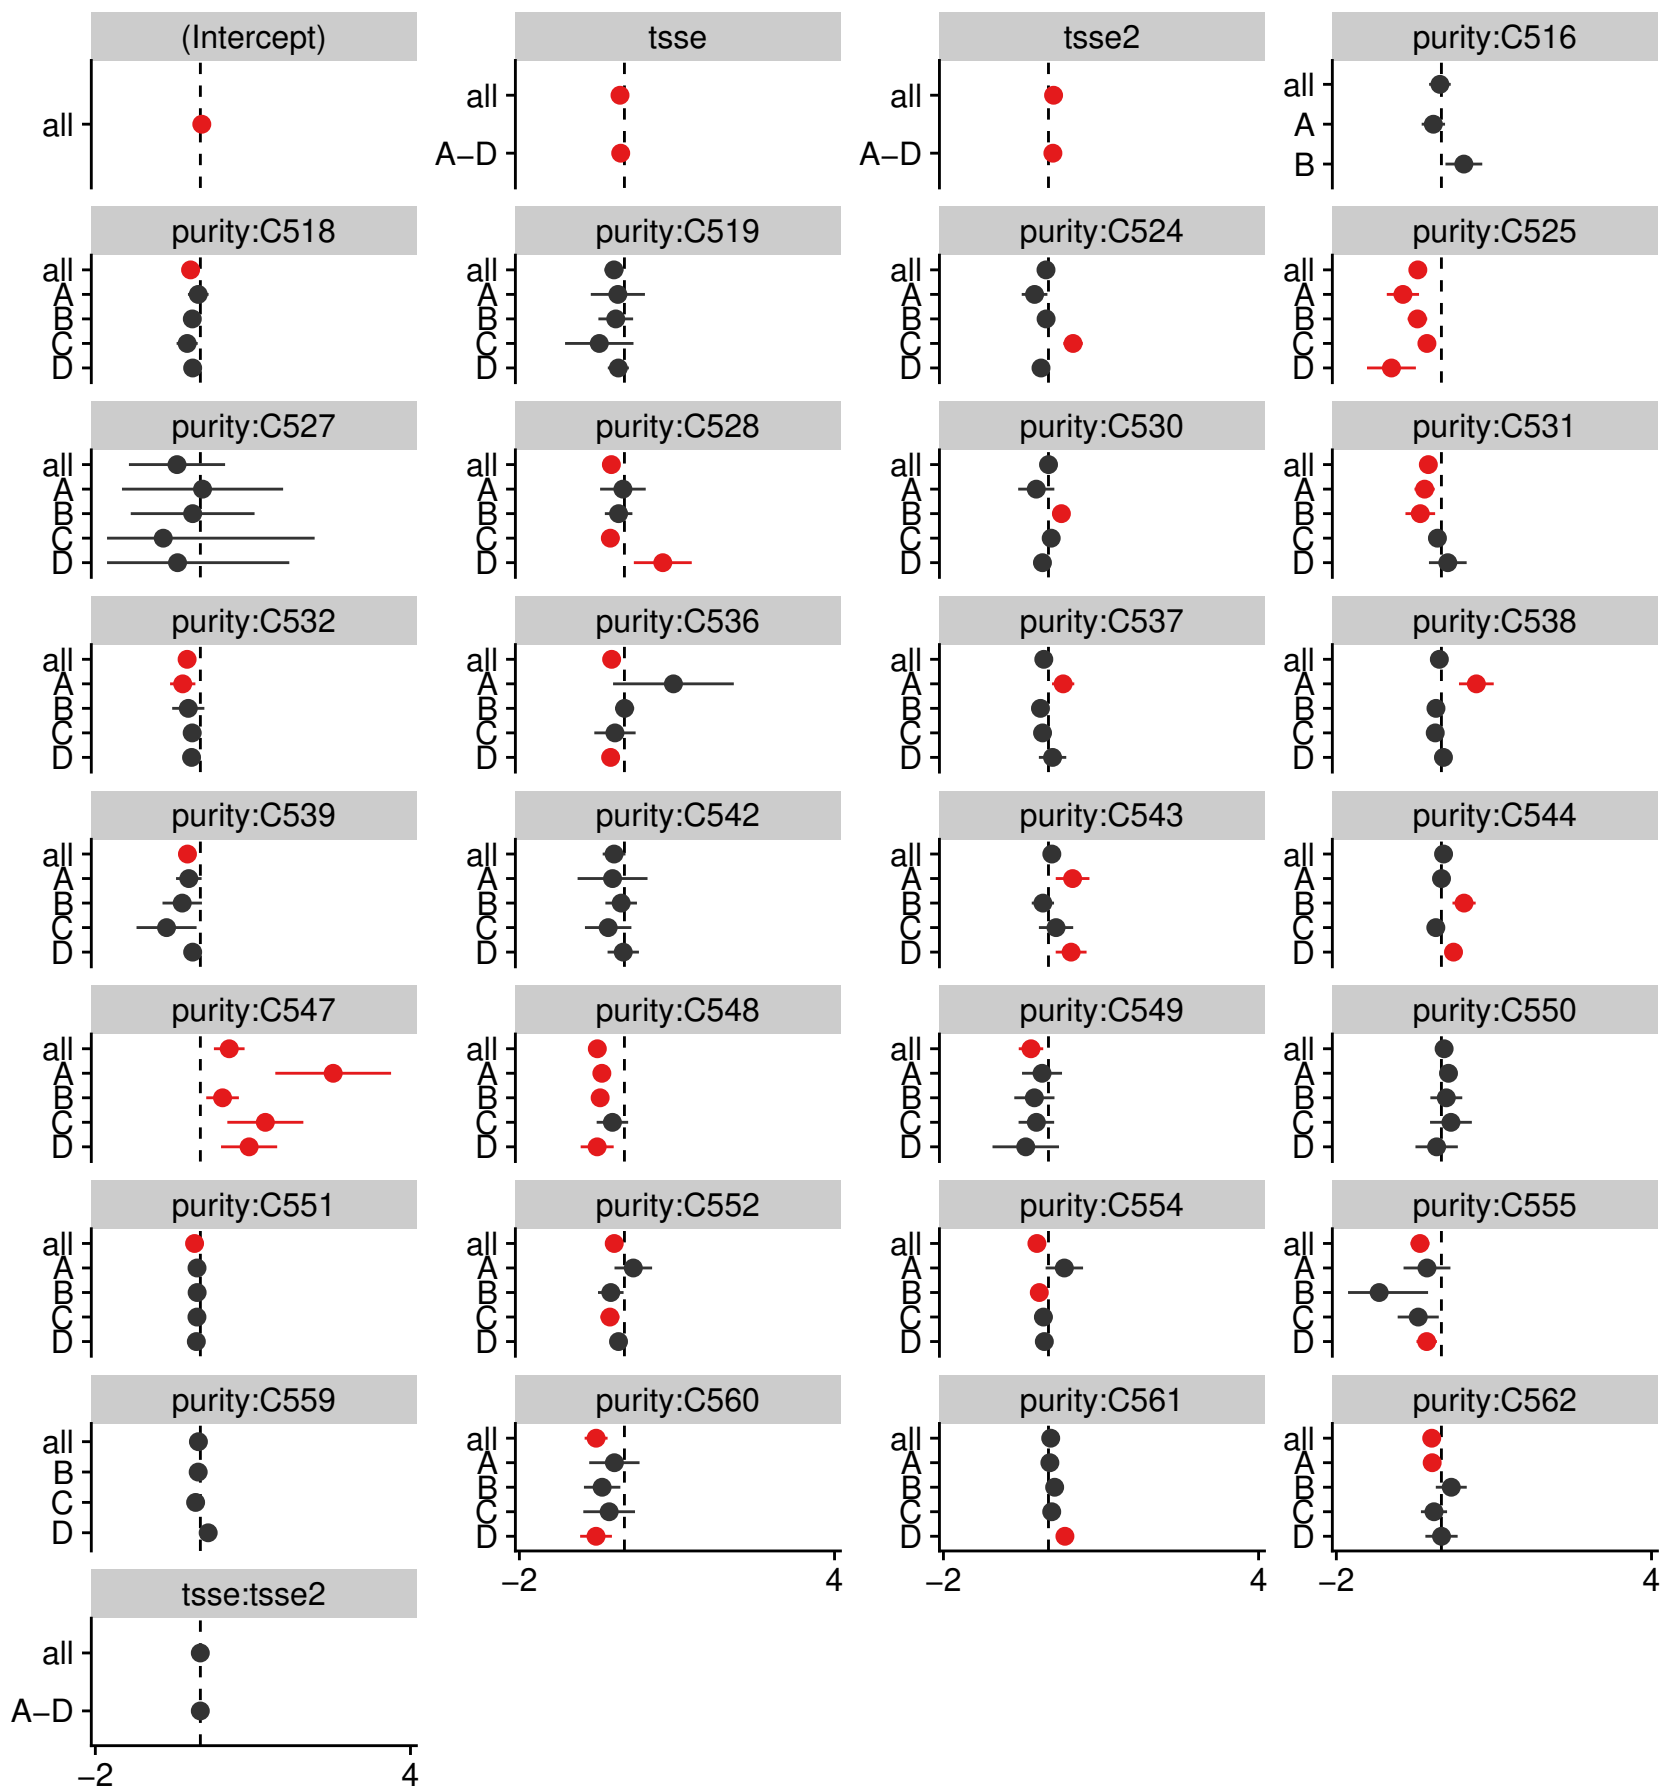 (Intercept) tsse tsse2 purity:C516
all
all
A−D
all
A−D
all
A
B
purity:C518 purity:C519 purity:C524 purity:C525
all all all all
A A A A
B B B B
C C C C
D D D D
purity:C527 purity:C528 purity:C530 purity:C531
all all all all
A A A A
B B B B
C C C C
D D D D
purity:C532 purity:C536 purity:C537 purity:C538
all all all all
A A A A
B B B B
C C C C
D D D D
purity:C539 purity:C542 purity:C543 purity:C544
all all all all
A A A A
B B B B
C C C C
D D D D
purity:C547 purity:C548 purity:C549 purity:C550
all all all all
A A A A
B B B B
C C C C
D D D D
purity:C551 purity:C552 purity:C554 purity:C555
all all all all
A A A A
B B B B
C C C C
D D D D
purity:C559 purity:C560 purity:C561 purity:C562
all all all all
B A A A
C B B B
D C C C
D D D
−2 4 −2 4 −2 4
tsse:tsse2
all
A−D
−2 4